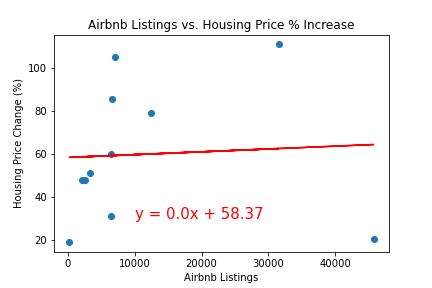 Airbnb Listings vs. Housing Price % Increase
Housing Price Change (%)
100
80
60
40
20
y = 0.0x + 58.37
0 10000 20000 30000 40000
Airbnb Listings